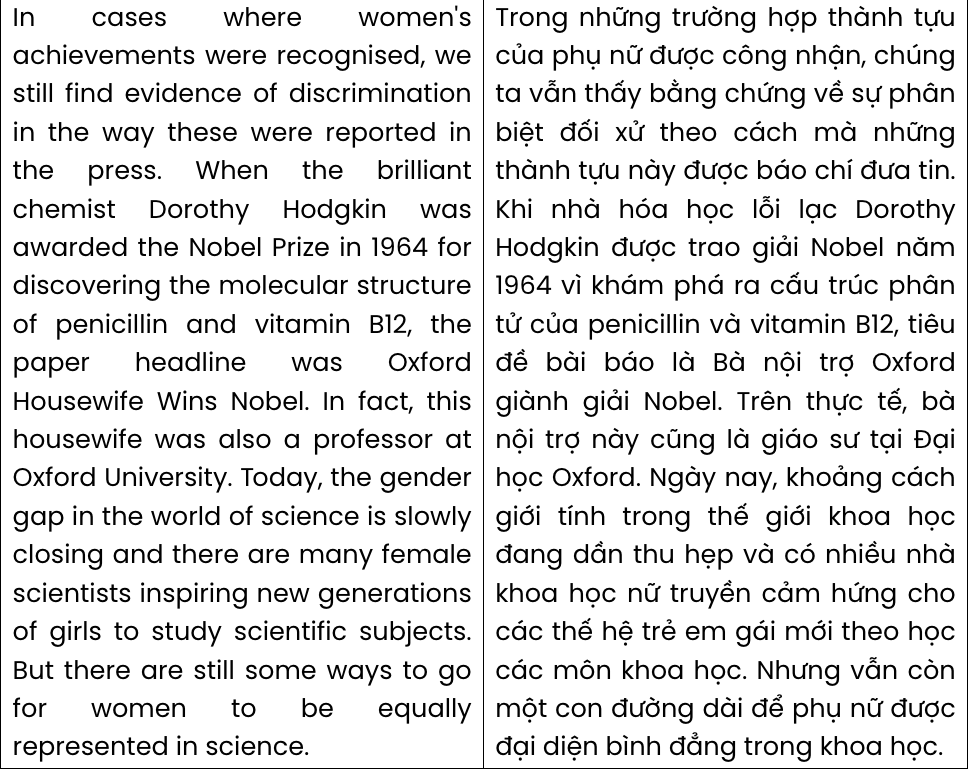 In cases where women's
achievements were recognised, we
still find evidence of discrimination
in the way these were reported in
the press. When the brilliant
chemist Dorothy Hodgkin was
awarded the Nobel Prize in 1964 for
discovering the molecular structure
of penicillin and vitamin B12, the
paper headline was Oxford
Housewife Wins Nobel. In fact, this
housewife was also a professor at
Oxford University. Today, the gender
gap in the world of science is slowly
closing and there are many female
scientists inspiring new generations
of girls to study scientific subjects.
But there are still some ways to go
for women to be equally
represented in science.
Trong những trường hợp thành tựu
của phụ nữ được công nhận, chúng
ta vẫn thấy bằng chứng về sự phân
biệt đối xử theo cách mà những
thành tựu này được báo chí đưa tin.
Khi nhà hóa học lỗi lạc Dorothy
Hodgkin được trao giải Nobel năm
1964 vì khám phá ra cấu trúc phân
tử của penicillin và vitamin B12, tiêu
đề bài báo là Bà nội trợ Oxford
giành giải Nobel. Trên thực tế, bà
nội trợ này cũng là giáo sư tại Đại
học Oxford. Ngày nay, khoảng cách
giới tính trong thế giới khoa học
đang dần thu hẹp và có nhiều nhà
khoa học nữ truyền cảm hứng cho
các thế hệ trẻ em gái mới theo học
các môn khoa học. Nhưng vẫn còn
một con đường dài để phụ nữ được
đại diện bình đẳng trong khoa học.